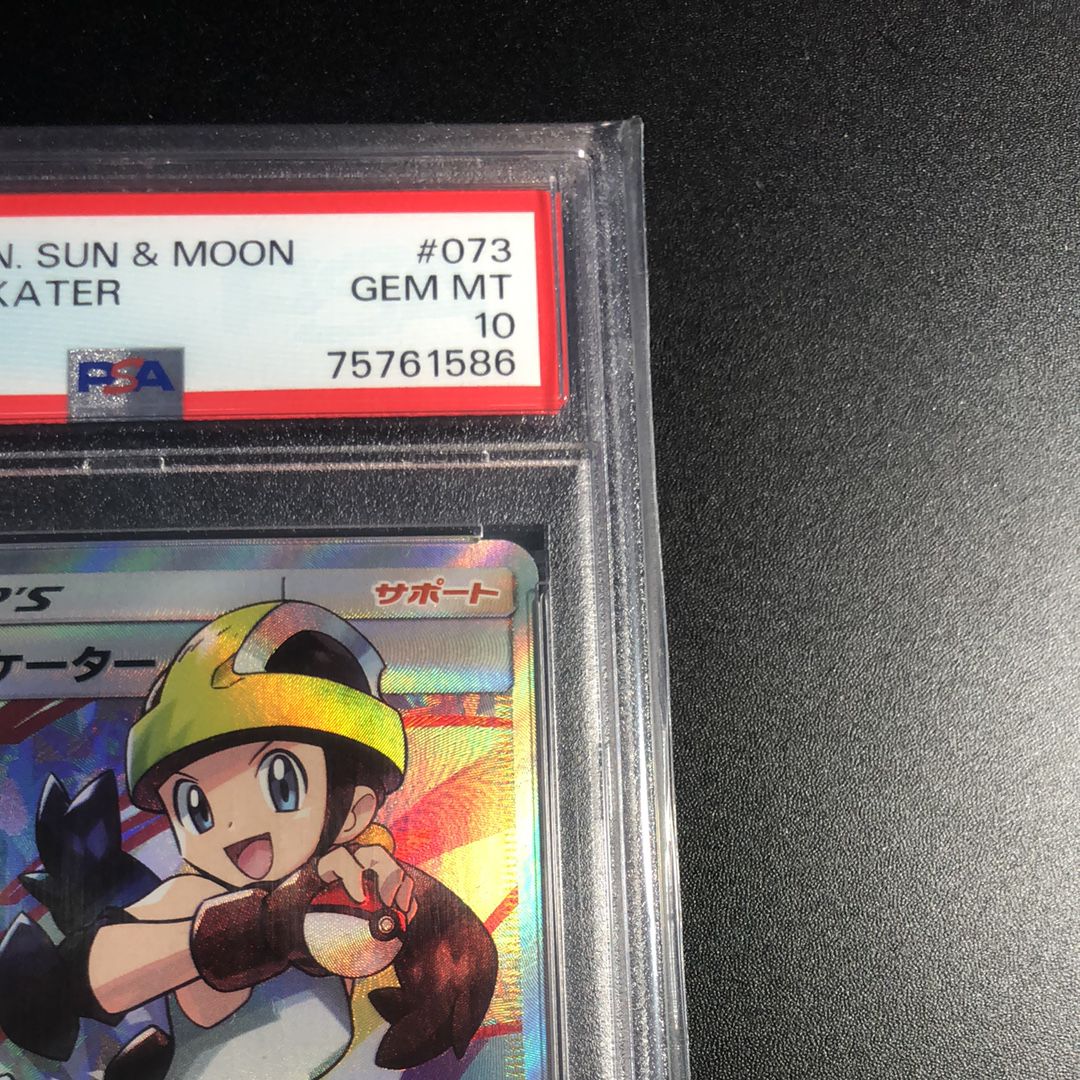 N. SUN & MOON #073
KATER GEM MT
10
PSA 75761586
P'S サポート
ケーター